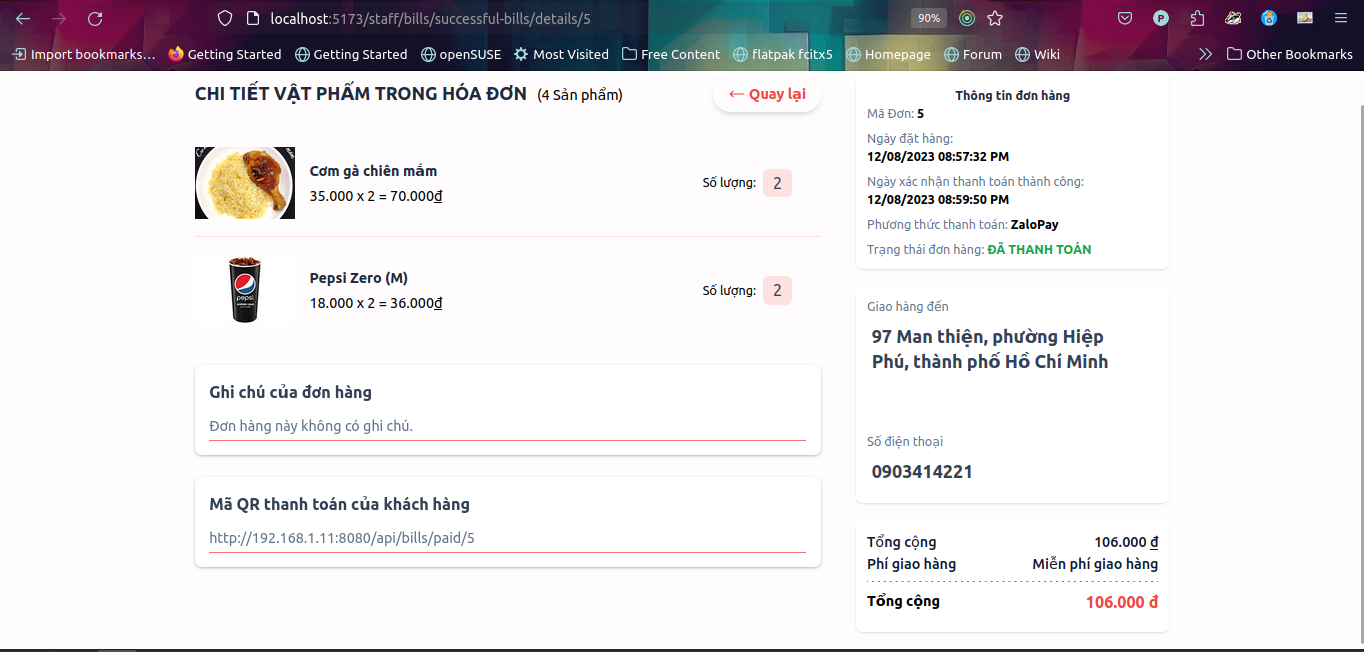 localhost:5173/staff/bills/successful-bills/details/5
90%
Import bookmarks...
Getting Started
Getting Started
openSUSE
Most Visited
Free Content
flatpak fcitx5
Homepage
Forum
Wiki
Other Bookmarks
CHI TIẾT VẬT PHẨM TRONG HÓA ĐƠN (4 Sản phẩm)
← Quay lại
Cơm gà chiên mắm
35.000 x 2 = 70.000₫
Số lượng: 2
pepsi
Pepsi Zero (M)
18.000 x 2 = 36.000₫
Số lượng: 2
Ghi chú của đơn hàng
Đơn hàng này không có ghi chú.
Mã QR thanh toán của khách hàng
http://192.168.1.11:8080/api/bills/paid/5
Thông tin đơn hàng
Mã Đơn: 5
Ngày đặt hàng:
12/08/2023 08:57:32 PM
Ngày xác nhận thanh toán thành công:
12/08/2023 08:59:50 PM
Phương thức thanh toán: ZaloPay
Trạng thái đơn hàng: ĐÃ THANH TOÁN
Giao hàng đến
97 Man thiện, phường Hiệp
Phú, thành phố Hồ Chí Minh
Số điện thoại
0903414221
Tổng cộng 106.000 ₫
Phí giao hàng Miễn phí giao hàng
Tổng cộng 106.000 đ